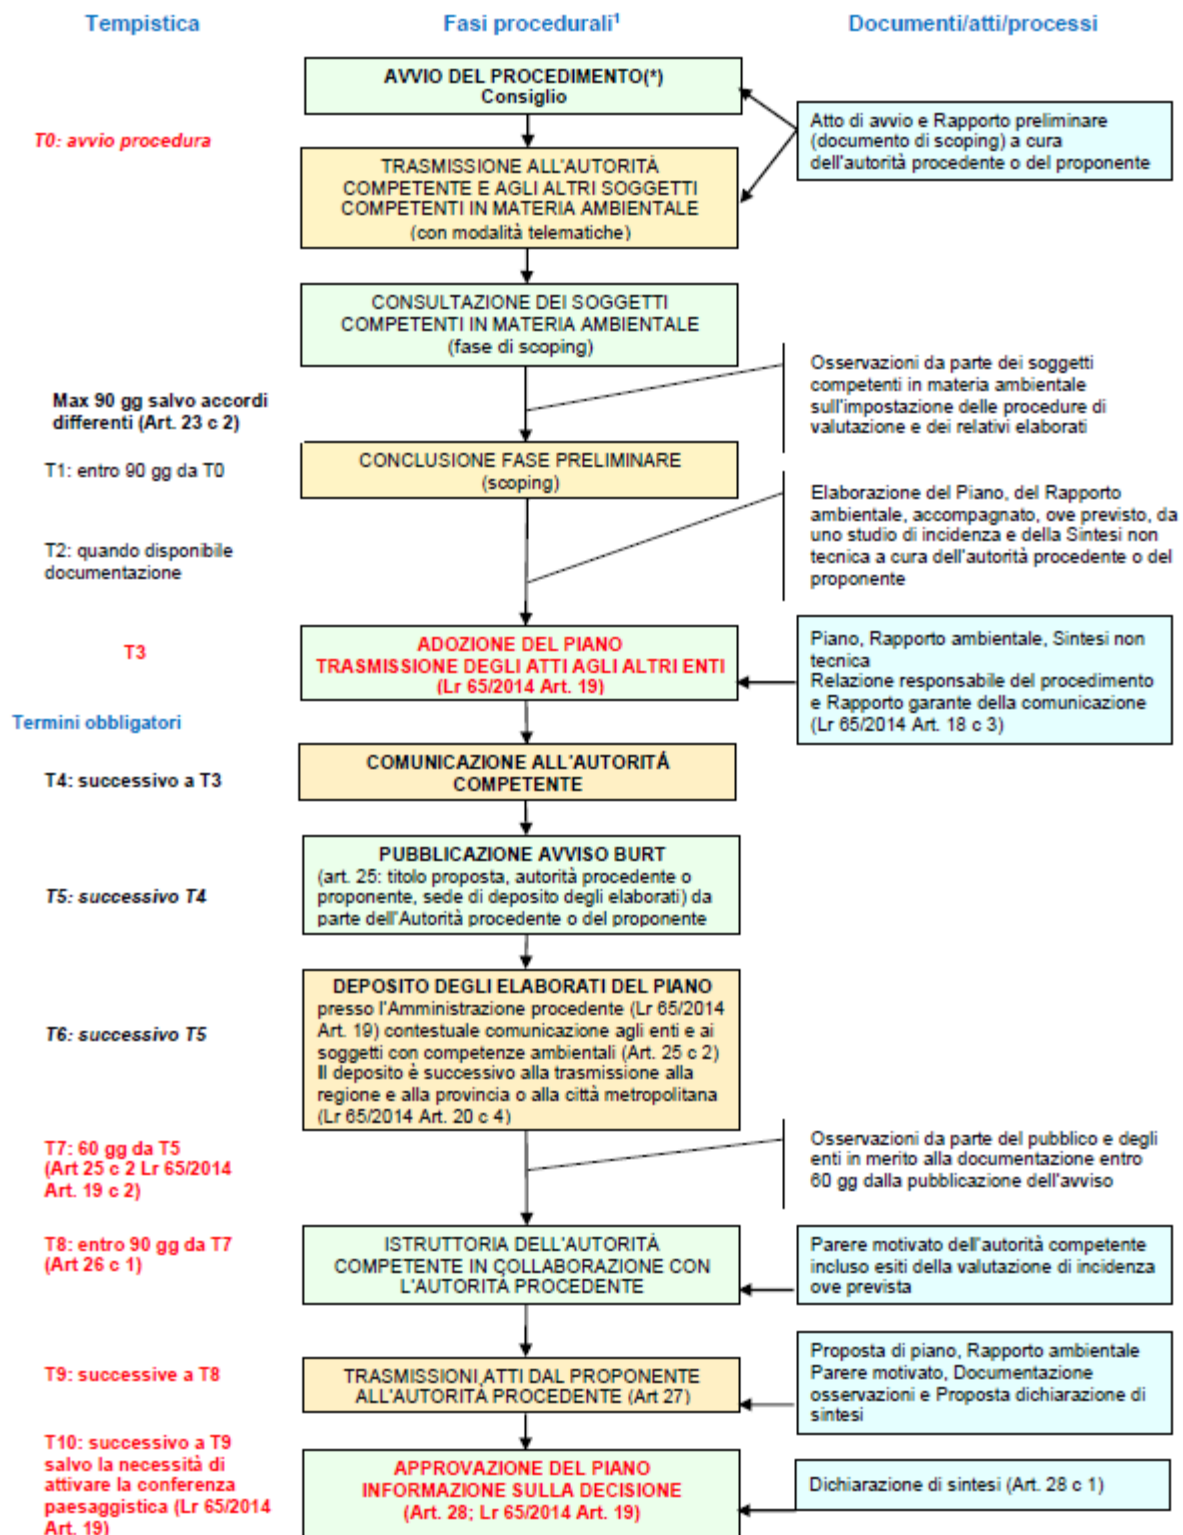 Tempistica
Fasi procedurali¹
Documenti/atti/processi
AVVIO DEL PROCEDIMENTO(*)
Consiglio
T0: avvio procedura
Atto di avvio e Rapporto preliminare
(documento di scoping) a cura
dell'autorità procedente o del proponente
TRASMISSIONE ALL'AUTORITÀ
COMPETENTE E AGLI ALTRI SOGGETTI
COMPETENTI IN MATERIA AMBIENTALE
(con modalità telematiche)
CONSULTAZIONE DEI SOGGETTI
COMPETENTI IN MATERIA AMBIENTALE
(fase di scoping)
Osservazioni da parte dei soggetti
competenti in materia ambientale
sull'impostazione delle procedure di
valutazione e dei relativi elaborati
Max 90 gg salvo accordi
differenti (Art. 23 c 2)
T1: entro 90 gg da T0
CONCLUSIONE FASE PRELIMINARE
(scoping)
Elaborazione del Piano, del Rapporto
ambientale, accompagnato, ove previsto, da
uno studio di incidenza e della Sintesi non
tecnica a cura dell'autorità procedente o del
proponente
T2: quando disponibile
documentazione
T3
ADOZIONE DEL PIANO
TRASMISSIONE DEGLI ATTI AGLI ALTRI ENTI
(Lr 65/2014 Art. 19)
Piano, Rapporto ambientale, Sintesi non
tecnica
Relazione responsabile del procedimento
e Rapporto garante della comunicazione
(Lr 65/2014 Art. 18 c 3)
Termini obbligatori
T4: successivo a T3
COMUNICAZIONE ALL'AUTORITÁ
COMPETENTE
T5: successivo T4
PUBBLICAZIONE AVVISO BURT
(art. 25: titolo proposta, autorità procedente o
proponente, sede di deposito degli elaborati) da
parte dell'Autorità procedente o del proponente
T6: successivo T5
DEPOSITO DEGLI ELABORATI DEL PIANO
presso l'Amministrazione procedente (Lr 65/2014
Art. 19) contestuale comunicazione agli enti e ai
soggetti con competenze ambientali (Art. 25 c 2)
Il deposito è successivo alla trasmissione alla
regione e alla provincia o alla città metropolitana
(Lr 65/2014 Art. 20 c 4)
T7: 60 gg da T5
(Art 25 c 2 Lr 65/2014
Art. 19 c 2)
Osservazioni da parte del pubblico e degli
enti in merito alla documentazione entro
60 gg dalla pubblicazione dell'avviso
T8: entro 90 gg da T7
(Art 26 c 1)
ISTRUTTORIA DELL'AUTORITÀ
COMPETENTE IN COLLABORAZIONE CON
L'AUTORITÀ PROCEDENTE
Parere motivato dell'autorità competente
incluso esiti della valutazione di incidenza
ove prevista
T9: successive a T8
TRASMISSIONI ATTI DAL PROPONENTE
ALL'AUTORITÀ PROCEDENTE (Art 27)
Proposta di piano, Rapporto ambientale
Parere motivato, Documentazione
osservazioni e Proposta dichiarazione di
sintesi
T10: successivo a T9
salvo la necessità di
attivare la conferenza
paesaggistica (Lr 65/2014
Art. 19)
APPROVAZIONE DEL PIANO
INFORMAZIONE SULLA DECISIONE
(Art. 28; Lr 65/2014 Art. 19)
Dichiarazione di sintesi (Art. 28 c 1)